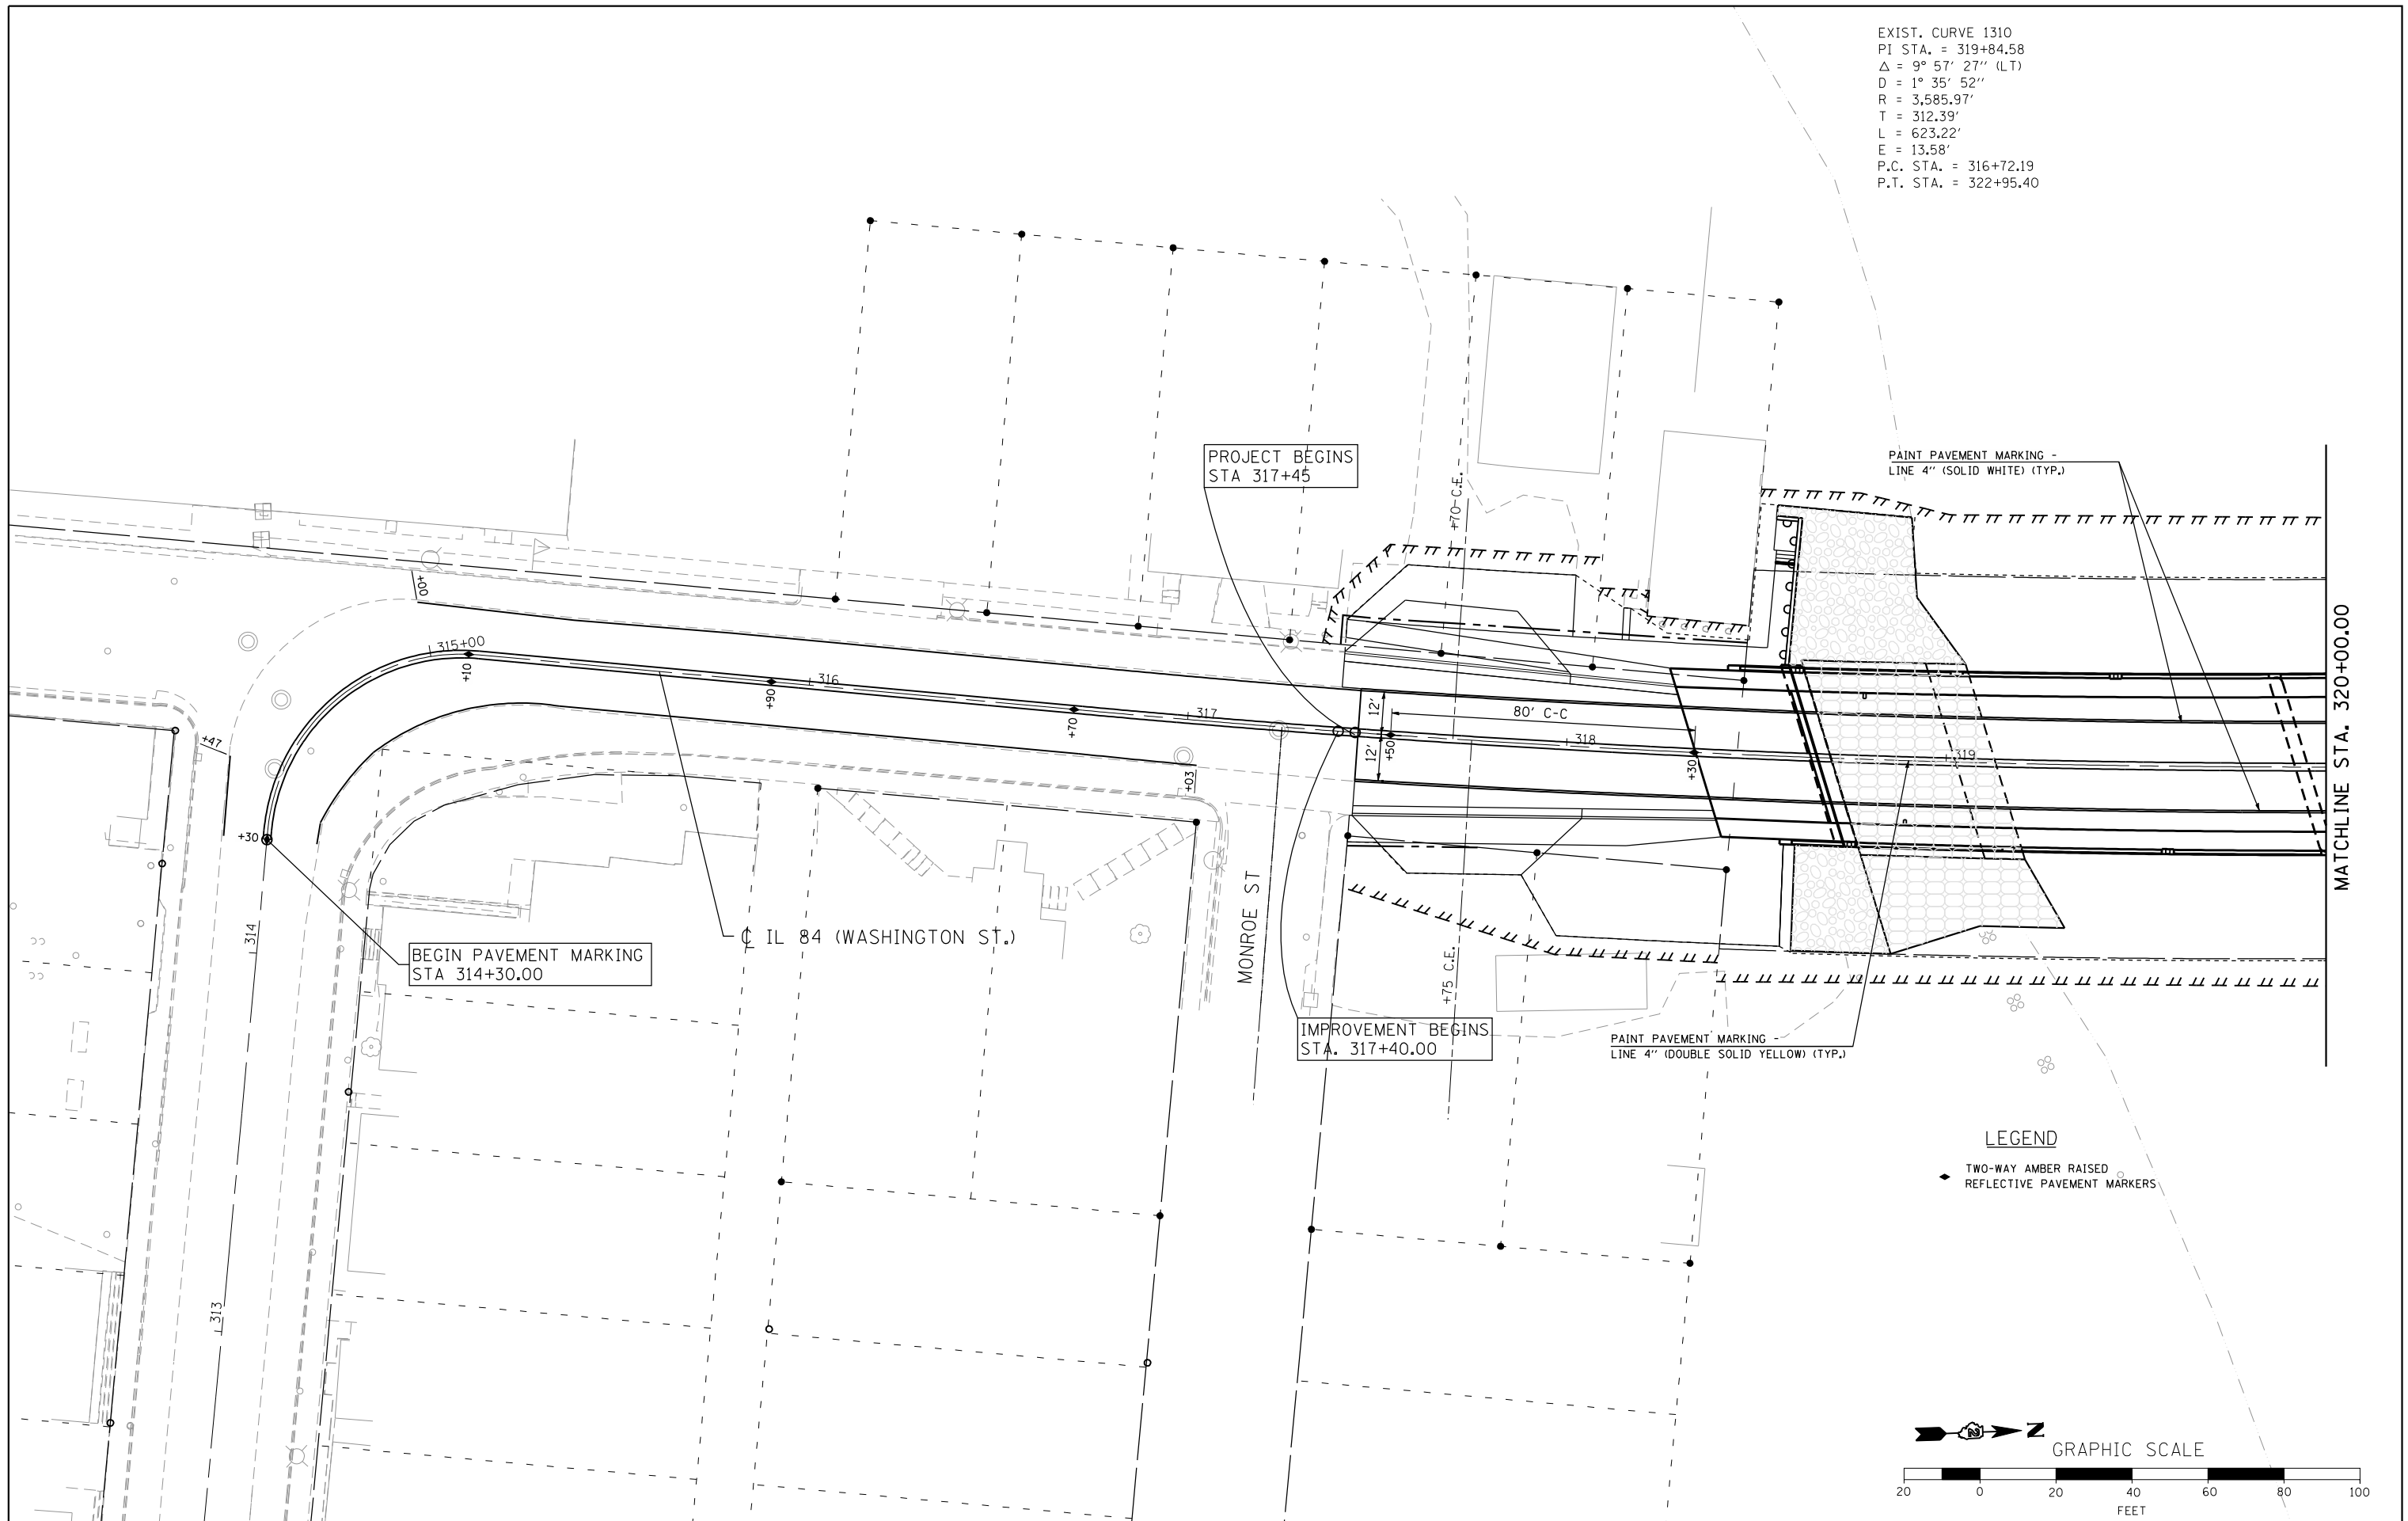 EXIST. CURVE 1310
PI STA. = 319+84.58
Δ = 9° 57' 27" (LT)
D = 1° 35' 52"
R = 3,585.97'
T = 312.39'
L = 623.22'
E = 13.58'
P.C. STA. = 316+72.19
P.T. STA. = 322+95.40
PROJECT BEGINS
STA 317+45
PAINT PAVEMENT MARKING -
LINE 4" (SOLID WHITE) (TYP.)
+70 C.E.
+00
315+00
+10
+90
316
+70
317
12'
12'
80' C-C
+50
318
+30
319
MATCHLINE STA. 320+00.00
+47
+30
+03
314
BEGIN PAVEMENT MARKING
STA 314+30.00
℄ IL 84 (WASHINGTON ST.)
MONROE ST
+75 C.E.
IMPROVEMENT BEGINS
STA. 317+40.00
PAINT PAVEMENT MARKING -
LINE 4" (DOUBLE SOLID YELLOW) (TYP.)
LEGEND
TWO-WAY AMBER RAISED
REFLECTIVE PAVEMENT MARKERS
313
N
GRAPHIC SCALE
20 0 20 40 60 80 100
FEET